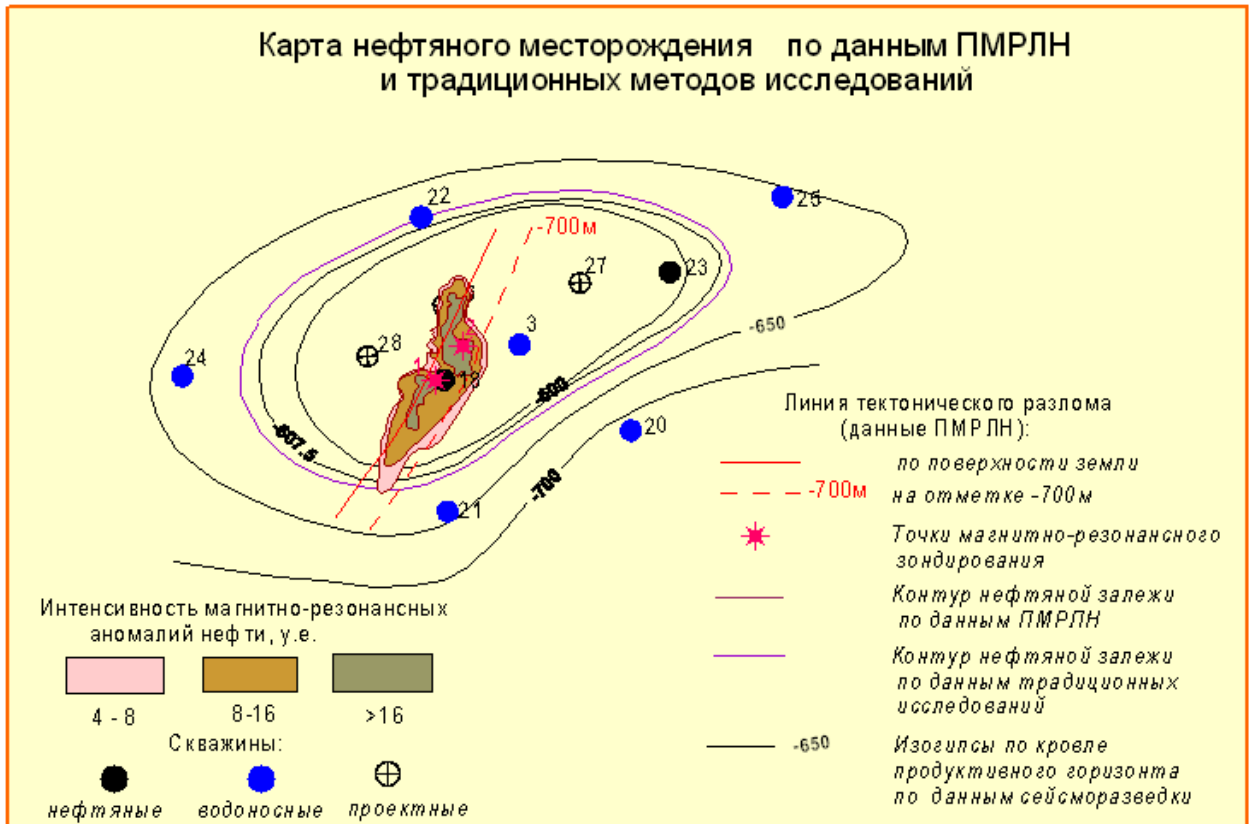 Карта нефтяного месторождения по данным ПМРЛН
и традиционных методов исследований
22
25
-700м
27
23
3
-650
28
24
1
19
-600
-607.5
20
-700
21
Линия тектонического разлома
(данные ПМРЛН):
по поверхности земли
-700м на отметке -700м
Точки магнитно-резонансного
зондирования
Контур нефтяной залежи
по данным ПМРЛН
Контур нефтяной залежи
по данным традиционных
исследований
-650 Изогипсы по кровле
продуктивного горизонта
по данным сейсморазведки
Интенсивность магнитно-резонансных
аномалий нефти, у.е.
4 - 8 8-16 >16
Скважины:
нефтяные водоносные проектные